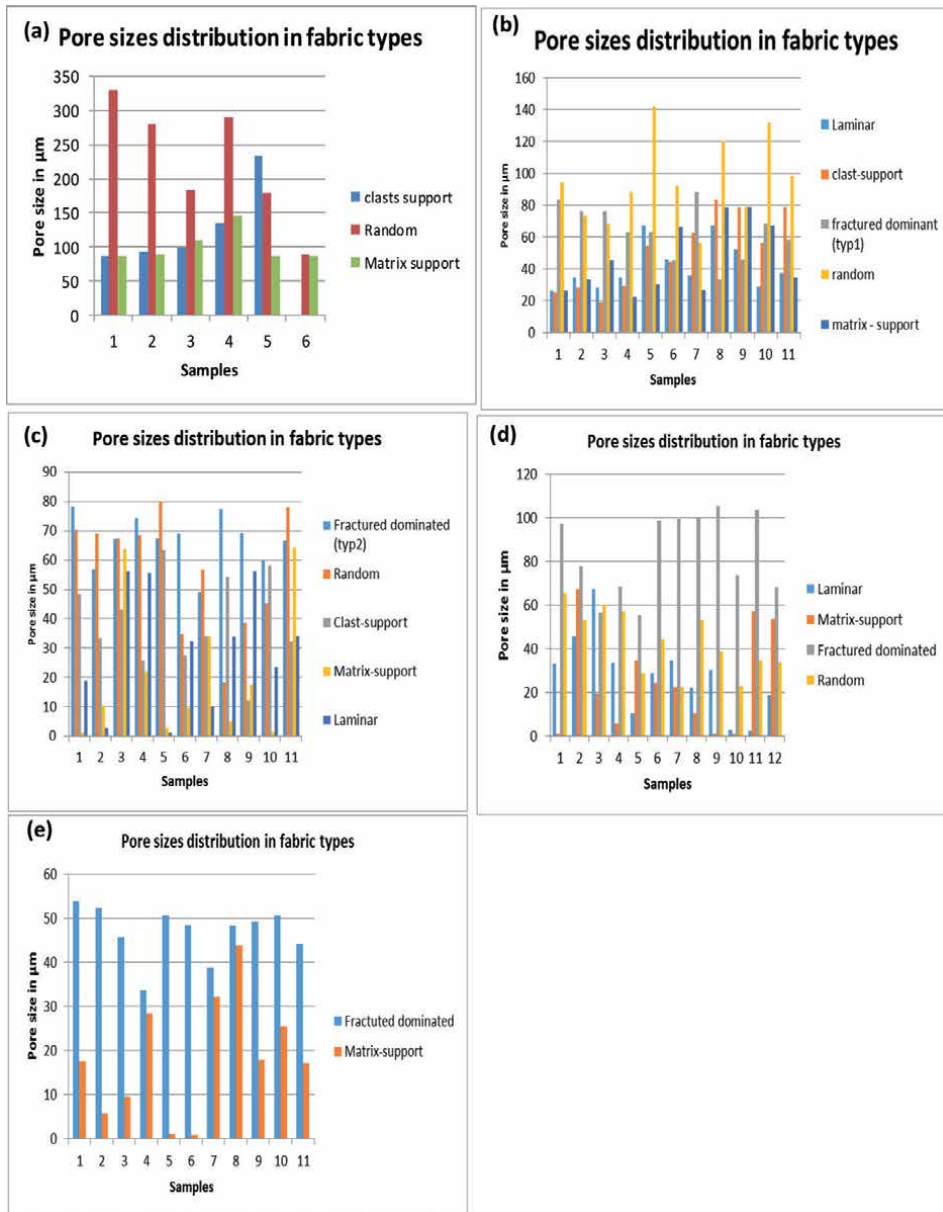 (a)
Pore sizes distribution in fabric types
350
300
250
200
150
100
50
0
Pore size in µm
1 2 3 4 5 6
Samples
clasts support
Random
Matrix support
(b)
Pore sizes distribution in fabric types
160
140
120
100
80
60
40
20
0
Pore size in µm
1 2 3 4 5 6 7 8 9 10 11
Samples
Laminar
clast-support
fractured dominant
(typ1)
random
matrix - support
(c)
Pore sizes distribution in fabric types
90
80
70
60
50
40
30
20
10
0
Pore size in µm
1 2 3 4 5 6 7 8 9 10 11
Samples
Fractured dominated
(typ2)
Random
Clast-support
Matrix-support
Laminar
(d)
Pore sizes distribution in fabric types
120
100
80
60
40
20
0
Pore size in µm
1 2 3 4 5 6 7 8 9 10 11 12
Samples
Laminar
Matrix-support
Fractured dominated
Random
(e)
Pore sizes distribution in fabric types
60
50
40
30
20
10
0
Pore size in µm
1 2 3 4 5 6 7 8 9 10 11
Samples
Fractuted dominated
Matrix-support